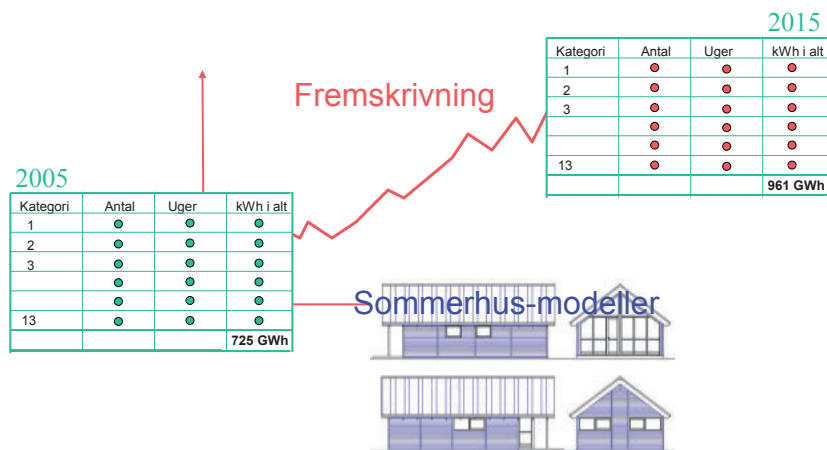 2015
Kategori Antal Uger kWh i alt
1
2
3
13
961 GWh
Fremskrivning
2005
Kategori Antal Uger kWh i alt
1
2
3
13
725 GWh
Sommerhus-modeller